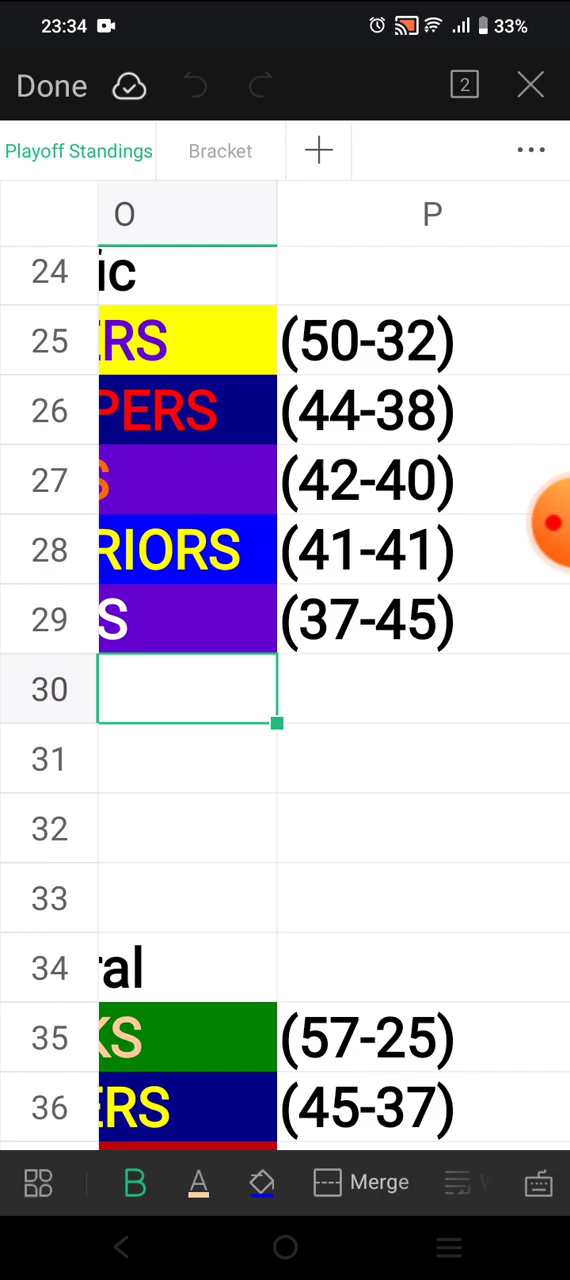 23:34 33%
Done 2
Playoff Standings Bracket
O P
24 ic
25 ERS (50-32)
26 PERS (44-38)
27 S (42-40)
28 RIORS (41-41)
29 S (37-45)
30
31
32
33
34 ral
35 KS (57-25)
36 ERS (45-37)
B A Merge